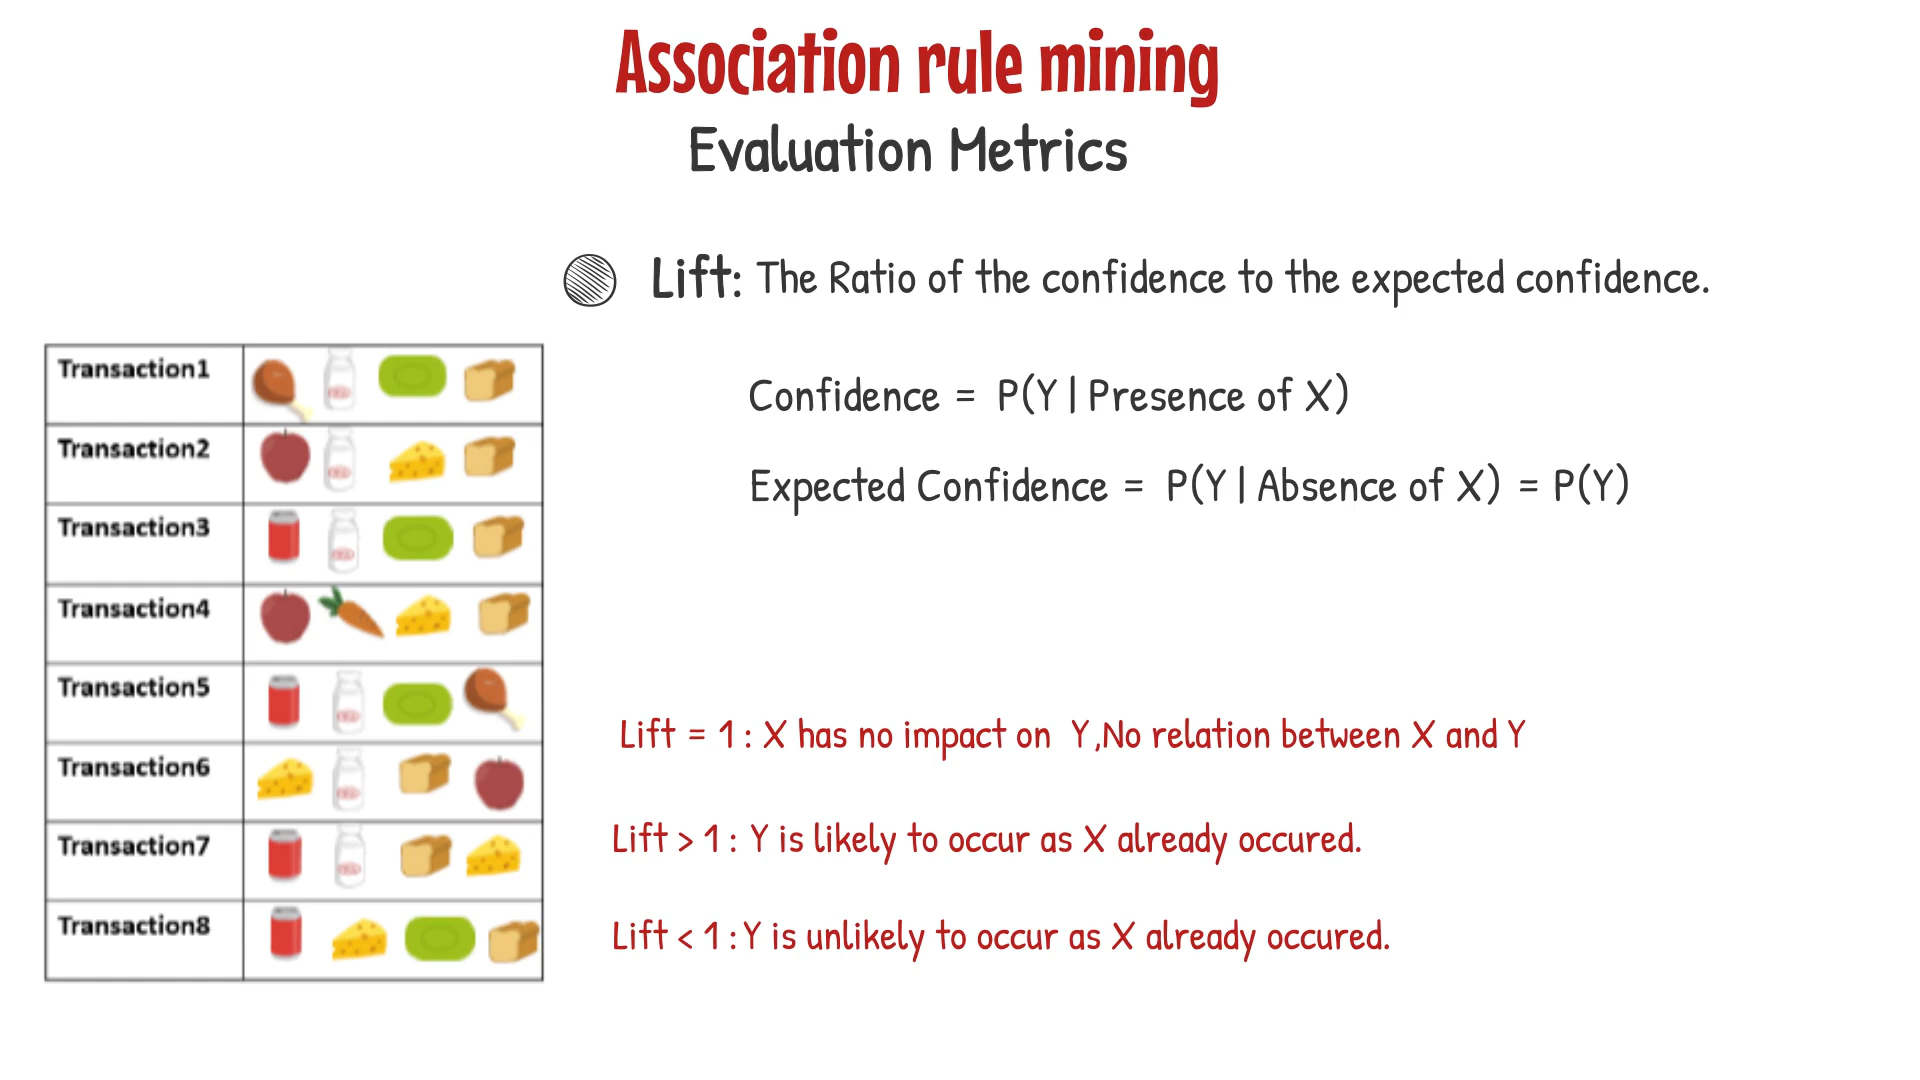 Association rule mining
Evaluation Metrics
Lift: The Ratio of the confidence to the expected confidence.
Confidence = P(Y | Presence of X)
Expected Confidence = P(Y | Absence of X) = P(Y)
Transaction1
Transaction2
Transaction3
Transaction4
Transaction5
Transaction6
Transaction7
Transaction8
Lift = 1 : X has no impact on Y,No relation between X and Y
Lift > 1 : Y is likely to occur as X already occured.
Lift < 1 : Y is unlikely to occur as X already occured.